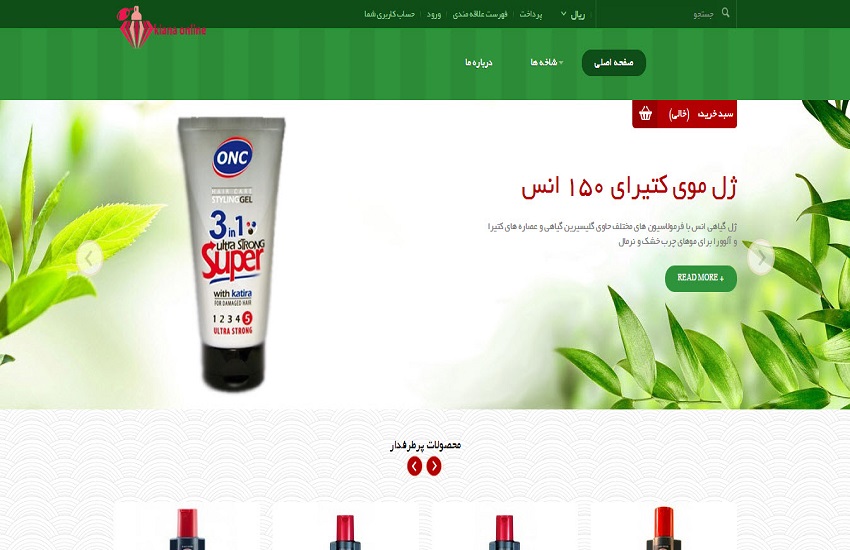 kiana online
جستجو
ریال
پرداخت
فهرست علاقه مندی
ورود
حساب کاربری شما
صفحه اصلی
شاخه ها
درباره ما
سبد خرید: (خالی)
ONC
HAIR CARE
STYLING GEL
3 in 1
ultra STRONG
Super
with katira
FOR DAMAGED HAIR
1 2 3 4 5
ULTRA STRONG
ژل موی کتیرای ۱۵۰ انس
ژل گیاهی انس با فرمولاسیون های مختلف حاوی گلیسیرین گیاهی و عصاره های کتیرا
و آلوورا برای موهای چرب خشک و نرمال
READ MORE +
محصولات پرطرفدار